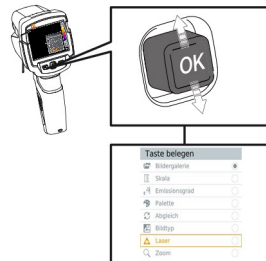 OK
Taste belegen
Bildergalerie
Skala
Emissionsgrad
Palette
Abgleich
Bildtyp
Laser
Zoom